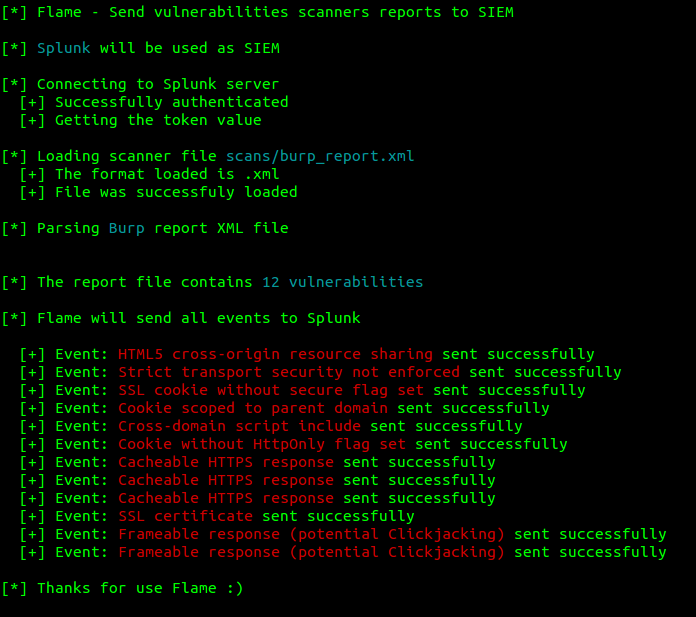 [*] Flame - Send vulnerabilities scanners reports to SIEM
[*] Splunk will be used as SIEM
[*] Connecting to Splunk server
[+] Successfully authenticated
[+] Getting the token value
[*] Loading scanner file scans/burp_report.xml
[+] The format loaded is .xml
[+] File was successfuly loaded
[*] Parsing Burp report XML file
[*] The report file contains 12 vulnerabilities
[*] Flame will send all events to Splunk
[+] Event: HTML5 cross-origin resource sharing sent successfully
[+] Event: Strict transport security not enforced sent successfully
[+] Event: SSL cookie without secure flag set sent successfully
[+] Event: Cookie scoped to parent domain sent successfully
[+] Event: Cross-domain script include sent successfully
[+] Event: Cookie without HttpOnly flag set sent successfully
[+] Event: Cacheable HTTPS response sent successfully
[+] Event: Cacheable HTTPS response sent successfully
[+] Event: Cacheable HTTPS response sent successfully
[+] Event: SSL certificate sent successfully
[+] Event: Frameable response (potential Clickjacking) sent successfully
[+] Event: Frameable response (potential Clickjacking) sent successfully
[*] Thanks for use Flame :)